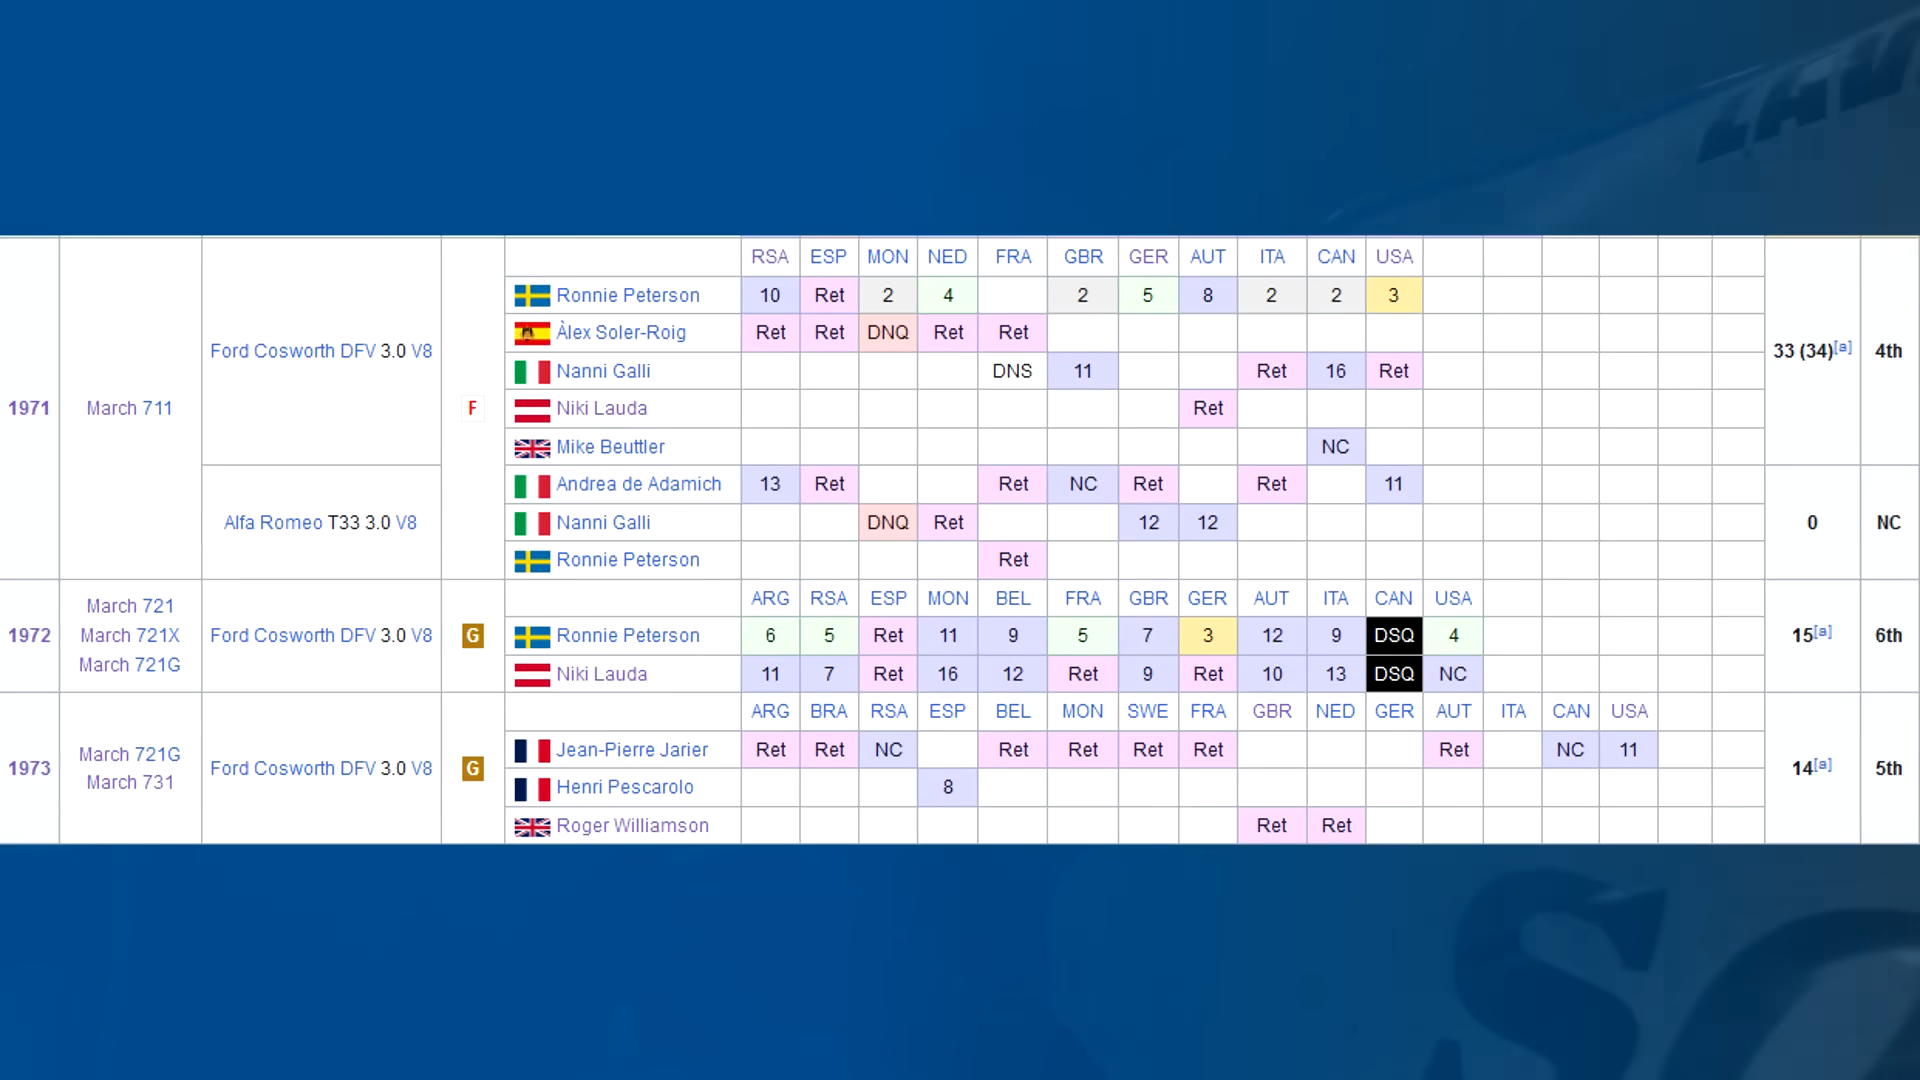 RSA ESP MON NED FRA GBR GER AUT ITA CAN USA
1971 March 711 Ford Cosworth DFV 3.0 V8 F
Ronnie Peterson 10 Ret 2 4 2 5 8 2 2 3
Àlex Soler-Roig Ret Ret DNQ Ret Ret
Nanni Galli DNS 11 Ret 16 Ret
Niki Lauda Ret
Mike Beuttler NC
33 (34)[a] 4th
Alfa Romeo T33 3.0 V8
Andrea de Adamich 13 Ret Ret NC Ret Ret 11
Nanni Galli DNQ Ret 12 12
Ronnie Peterson Ret
0 NC
ARG RSA ESP MON BEL FRA GBR GER AUT ITA CAN USA
1972 March 721
March 721X
March 721G
Ford Cosworth DFV 3.0 V8 G
Ronnie Peterson 6 5 Ret 11 9 5 7 3 12 9 DSQ 4
Niki Lauda 11 7 Ret 16 12 Ret 9 Ret 10 13 DSQ NC
15[a] 6th
ARG BRA RSA ESP BEL MON SWE FRA GBR NED GER AUT ITA CAN USA
1973 March 721G
March 731
Ford Cosworth DFV 3.0 V8 G
Jean-Pierre Jarier Ret Ret NC Ret Ret Ret Ret Ret NC 11
Henri Pescarolo 8
Roger Williamson Ret Ret
14[a] 5th